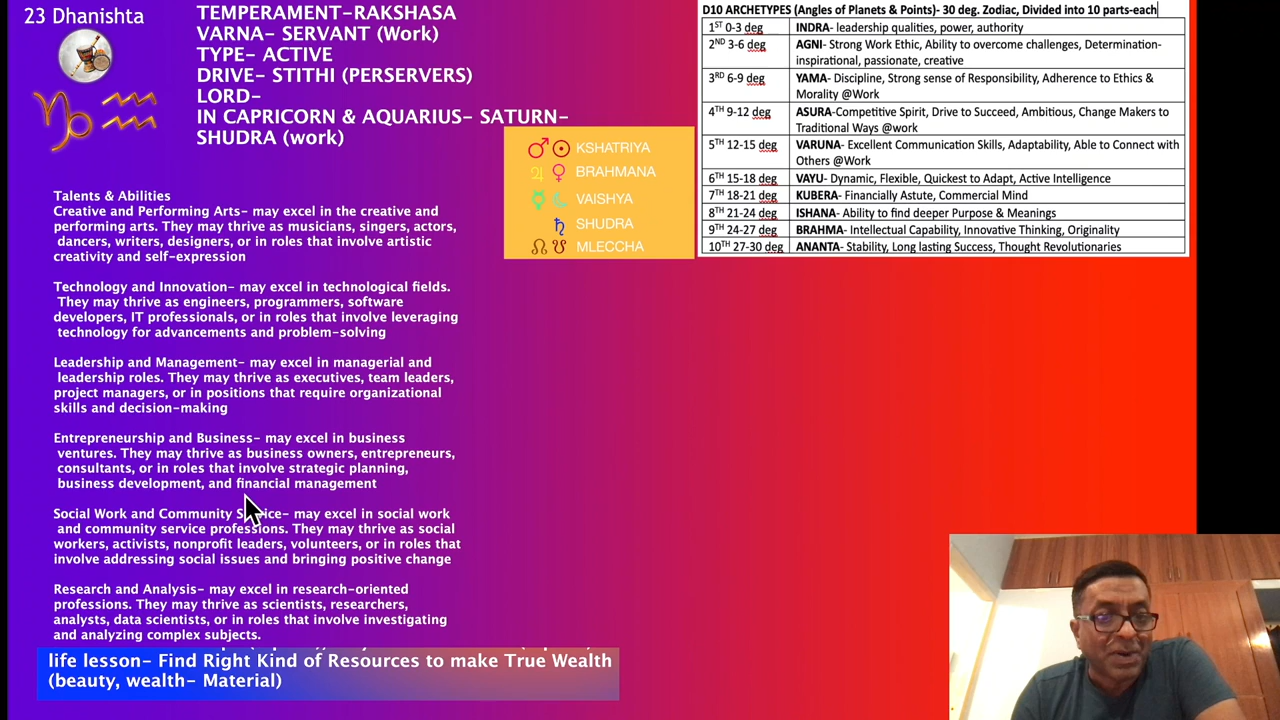 23 Dhanishta
TEMPERAMENT-RAKSHASA
VARNA- SERVANT (Work)
TYPE- ACTIVE
DRIVE- STITHI (PERSERVERS)
LORD-
IN CAPRICORN & AQUARIUS- SATURN-
SHUDRA (work)
KSHATRIYA
BRAHMANA
VAISHYA
SHUDRA
MLECCHA
D10 ARCHETYPES (Angles of Planets & Points)- 30 deg. Zodiac, Divided into 10 parts-each
1ST 0-3 deg INDRA- leadership qualities, power, authority
2ND 3-6 deg AGNI- Strong Work Ethic, Ability to overcome challenges, Determination-
inspirational, passionate, creative
3RD 6-9 deg YAMA- Discipline, Strong sense of Responsibility, Adherence to Ethics &
Morality @Work
4TH 9-12 deg ASURA-Competitive Spirit, Drive to Succeed, Ambitious, Change Makers to
Traditional Ways @work
5TH 12-15 deg VARUNA- Excellent Communication Skills, Adaptability, Able to Connect with
Others @Work
6TH 15-18 deg VAYU- Dynamic, Flexible, Quickest to Adapt, Active Intelligence
7TH 18-21 deg KUBERA- Financially Astute, Commercial Mind
8TH 21-24 deg ISHANA- Ability to find deeper Purpose & Meanings
9TH 24-27 deg BRAHMA- Intellectual Capability, Innovative Thinking, Originality
10TH 27-30 deg ANANTA- Stability, Long lasting Success, Thought Revolutionaries
Talents & Abilities
Creative and Performing Arts- may excel in the creative and
performing arts. They may thrive as musicians, singers, actors,
dancers, writers, designers, or in roles that involve artistic
creativity and self-expression
Technology and Innovation- may excel in technological fields.
They may thrive as engineers, programmers, software
developers, IT professionals, or in roles that involve leveraging
technology for advancements and problem-solving
Leadership and Management- may excel in managerial and
leadership roles. They may thrive as executives, team leaders,
project managers, or in positions that require organizational
skills and decision-making
Entrepreneurship and Business- may excel in business
ventures. They may thrive as business owners, entrepreneurs,
consultants, or in roles that involve strategic planning,
business development, and financial management
Social Work and Community may excel in social work
and community service professions. They may thrive as social
workers, activists, nonprofit leaders, volunteers, or in roles that
involve addressing social issues and bringing positive change
Research and Analysis- may excel in research-oriented
professions. They may thrive as scientists, researchers,
analysts, data scientists, or in roles that involve investigating
and analyzing complex subjects.
life lesson- Find Right Kind of Resources to make True Wealth
(beauty, wealth- Material)